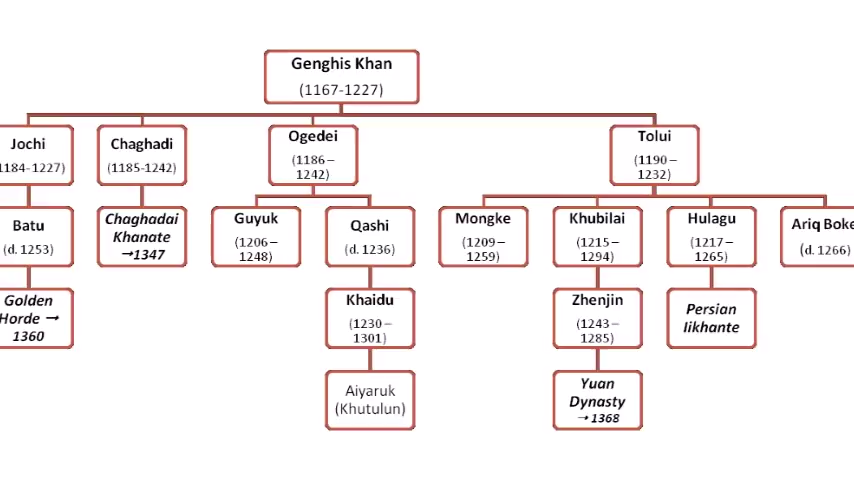 Genghis Khan
(1167-1227)
Jochi
1184-1227)
Chaghadi
(1185-1242)
Ogedei
(1186–
1242)
Tolui
(1190–
1232)
Batu
(d. 1253)
Chaghadai
Khanate
→1347
Guyuk
(1206–
1248)
Qashi
(d. 1236)
Mongke
(1209–
1259)
Khubilai
(1215–
1294)
Hulagu
(1217–
1265)
Ariq Boke
(d. 1266)
Golden
Horde →
1360
Khaidu
(1230–
1301)
Zhenjin
(1243–
1285)
Persian
Iikhante
Aiyaruk
(Khutulun)
Yuan
Dynasty
→ 1368